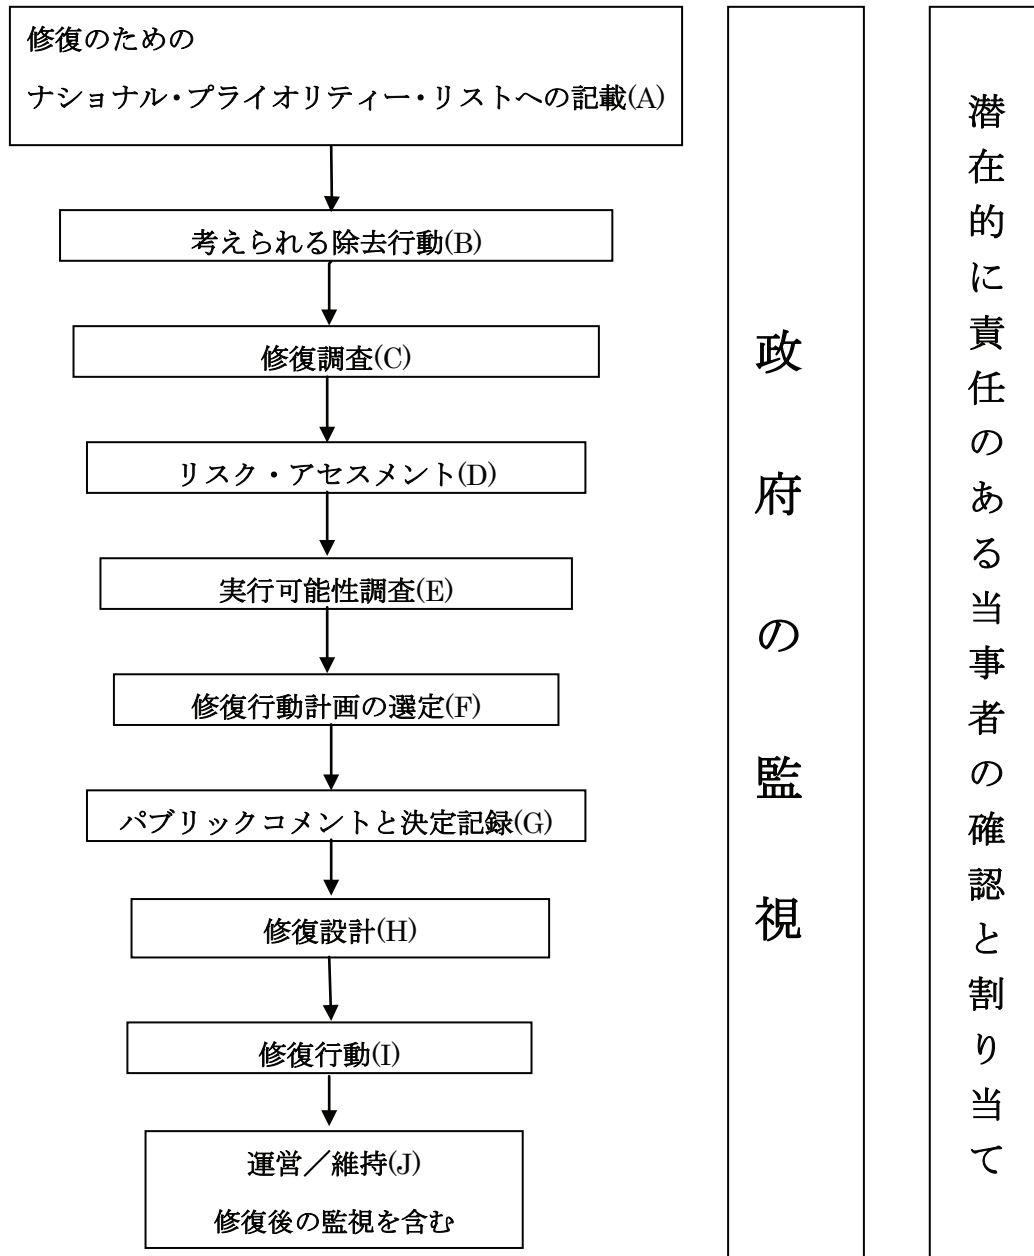 修復のための
ナショナル・プライオリティー・リストへの記載(A)
考えられる除去行動(B)
修復調査(C)
リスク・アセスメント(D)
実行可能性調査(E)
修復行動計画の選定(F)
パブリックコメントと決定記録(G)
修復設計(H)
修復行動(I)
運営／維持(J)
修復後の監視を含む
政府の監視
潜在的に責任のある当事者の確認と割り当て